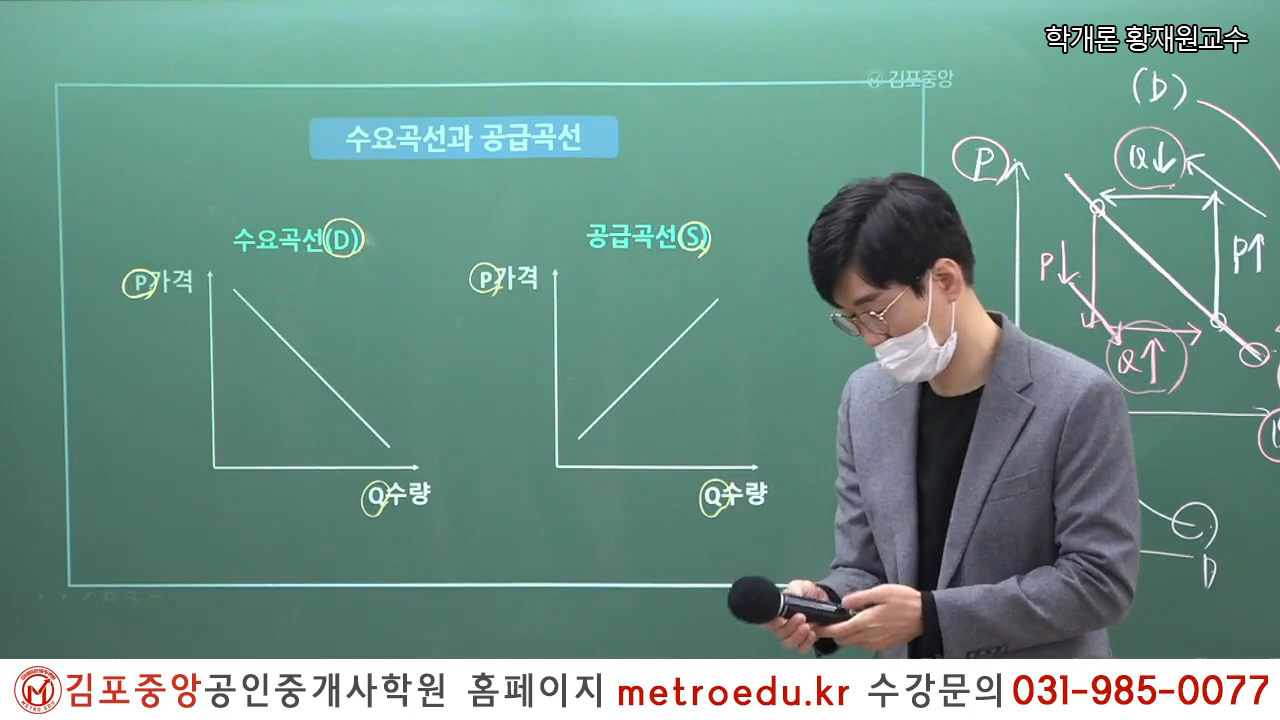 학개론 황재원교수
김포중앙
수요곡선과 공급곡선
수요곡선(D)
공급곡선(S)
P가격
P가격
Q수량
Q수량
(D)
P
Q↓
P↓
P↑
Q↑
D
METRO EDU
김포중앙공인중개사학원 홈페이지 metroedu.kr 수강문의 031-985-0077